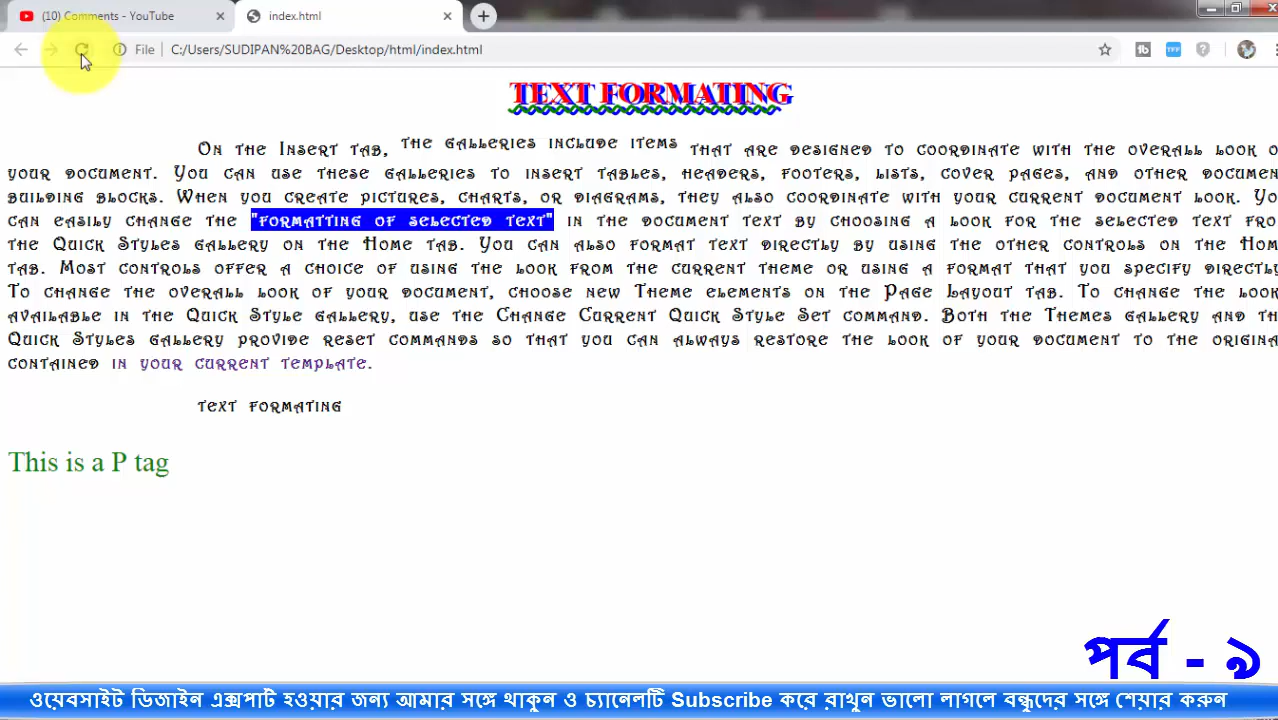 (10) Comments - YouTube
index.html
File
C:/Users/SUDIPAN%20BAG/Desktop/html/index.html
TEXT FORMATING
On the Insert tab, the galleries include items that are designed to coordinate with the overall look o
your document. You can use these galleries to insert tables, headers, footers, lists, cover pages, and other documen
building blocks. When you create pictures, charts, or diagrams, they also coordinate with your current document look. Yo
can easily change the "formatting of selected text" in the document text by choosing a look for the selected text fro
the Quick Styles gallery on the Home tab. You can also format text directly by using the other controls on the Hom
tab. Most controls offer a choice of using the look from the current theme or using a format that you specify directly
To change the overall look of your document, choose new Theme elements on the Page Layout tab. To change the look
available in the Quick Style gallery, use the Change Current Quick Style Set command. Both the Themes gallery and th
Quick Styles gallery provide reset commands so that you can always restore the look of your document to the origina
contained in your current template.
text formating
This is a P tag
পর্ব - ৯
ওয়েবসাইট ডিজাইন এক্সপার্ট হওয়ার জন্য আমার সঙ্গে থাকুন ও চ্যানেলটি Subscribe করে রাখুন ভালো লাগলে বন্ধুদের সঙ্গে শেয়ার করুন